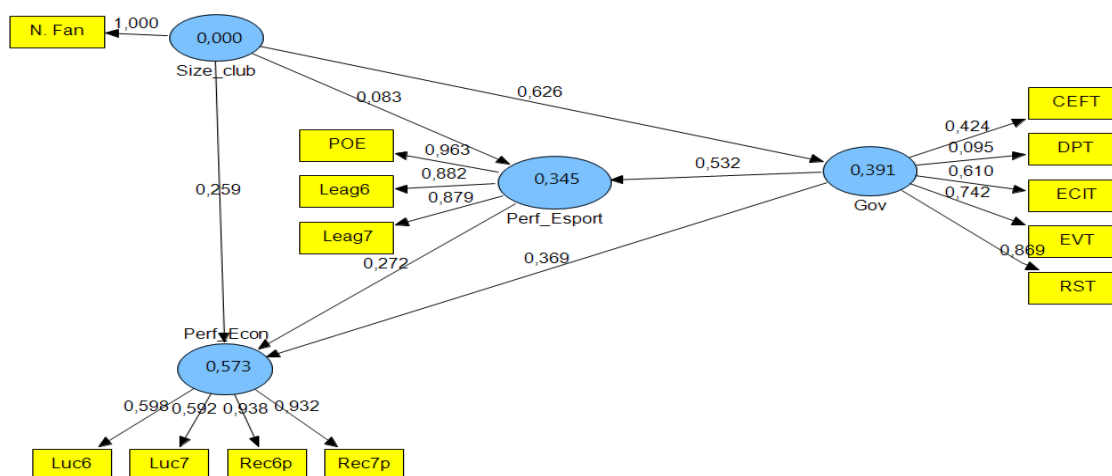 N. Fan
1,000
0,000
Size_club
0,083
0,626
CEFT
0,424
POE
0,963
0,095
DPT
0,882
0,532
0,610
0,259
Leag6
0,345
0,391
ECIT
0,879
0,742
Perf_Esport
Gov
Leag7
EVT
0,272
0,369
0,869
RST
Perf_Econ
0,573
0,598
0,592
0,938
0,932
Luc6
Luc7
Rec6p
Rec7p